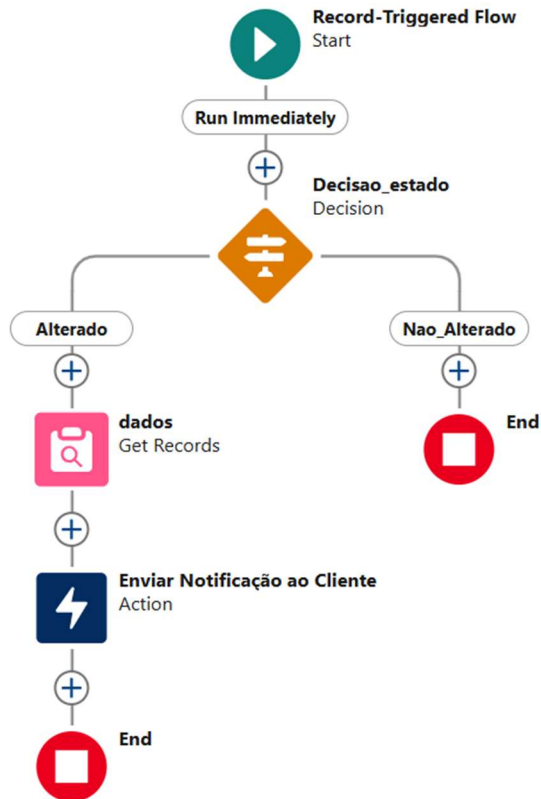 Record-Triggered Flow
Start
Run Immediately
Decisao_estado
Decision
Alterado
Nao_Alterado
dados
Get Records
End
Enviar Notificação ao Cliente
Action
End